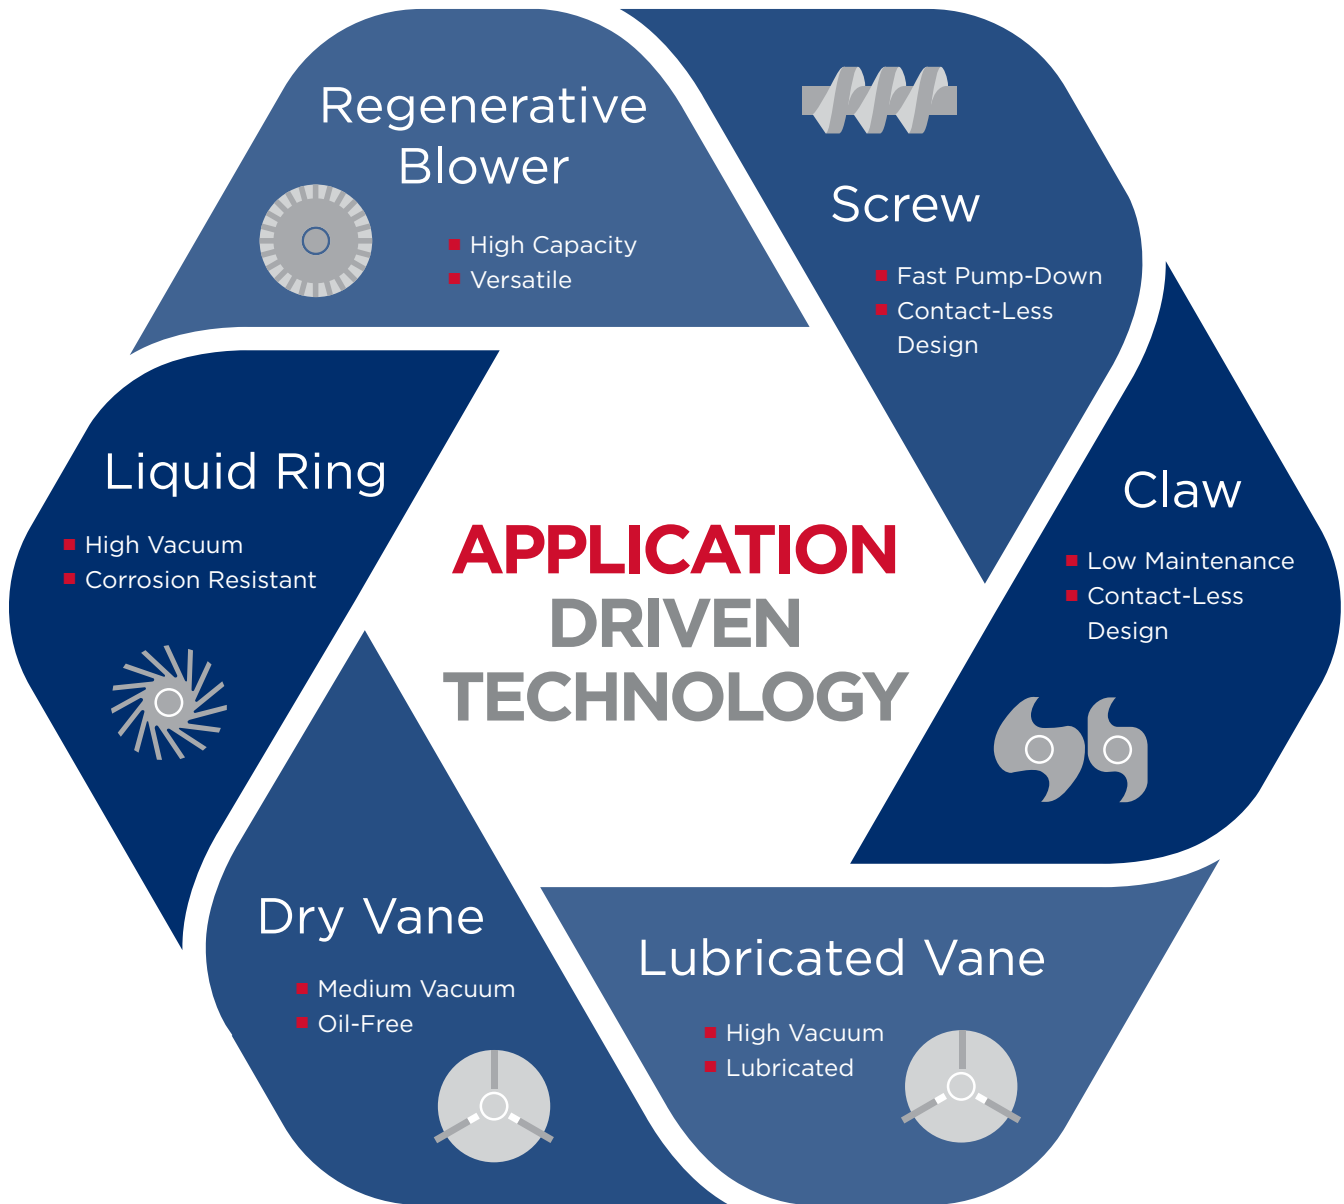 Regenerative
Blower
High Capacity
Versatile
Screw
Fast Pump-Down
Contact-Less
Design
Claw
Low Maintenance
Contact-Less
Design
Lubricated Vane
High Vacuum
Lubricated
Dry Vane
Medium Vacuum
Oil-Free
Liquid Ring
High Vacuum
Corrosion Resistant
APPLICATION
DRIVEN
TECHNOLOGY